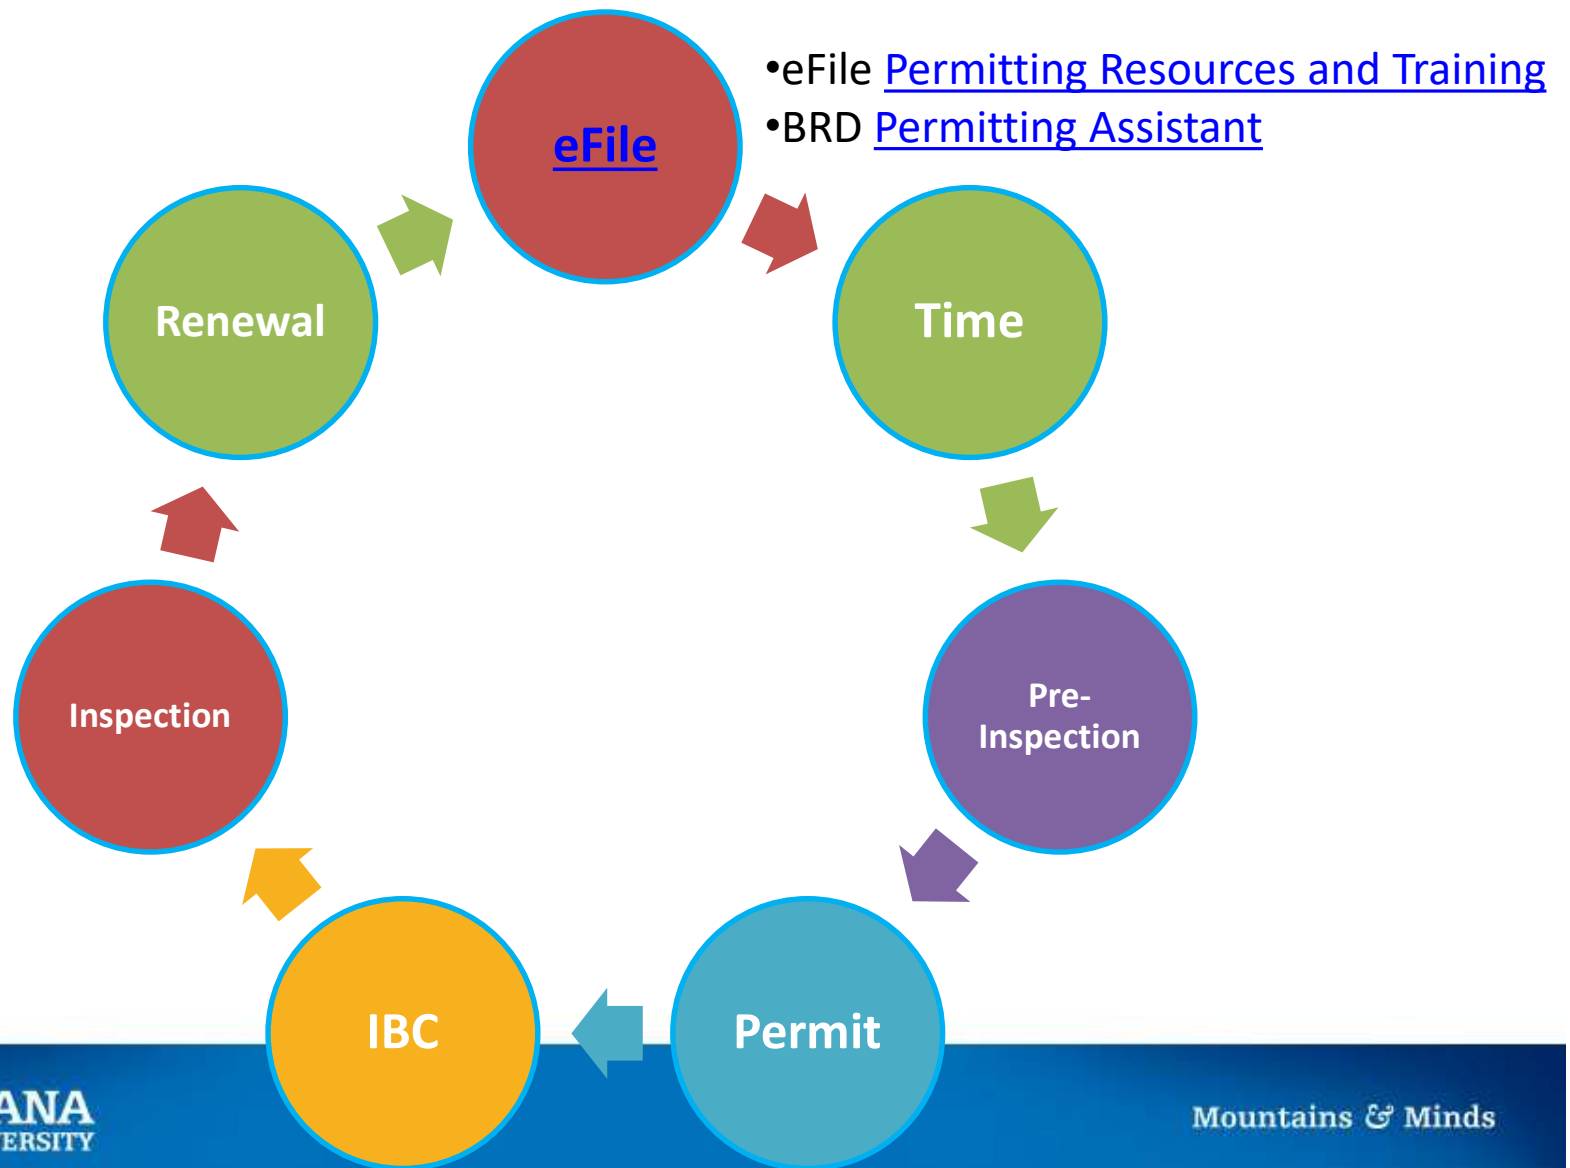 •eFile Permitting Resources and Training
•BRD Permitting Assistant
eFile
Time
Pre-
Inspection
Permit
IBC
Inspection
Renewal
ANA
ERSITY
Mountains & Minds